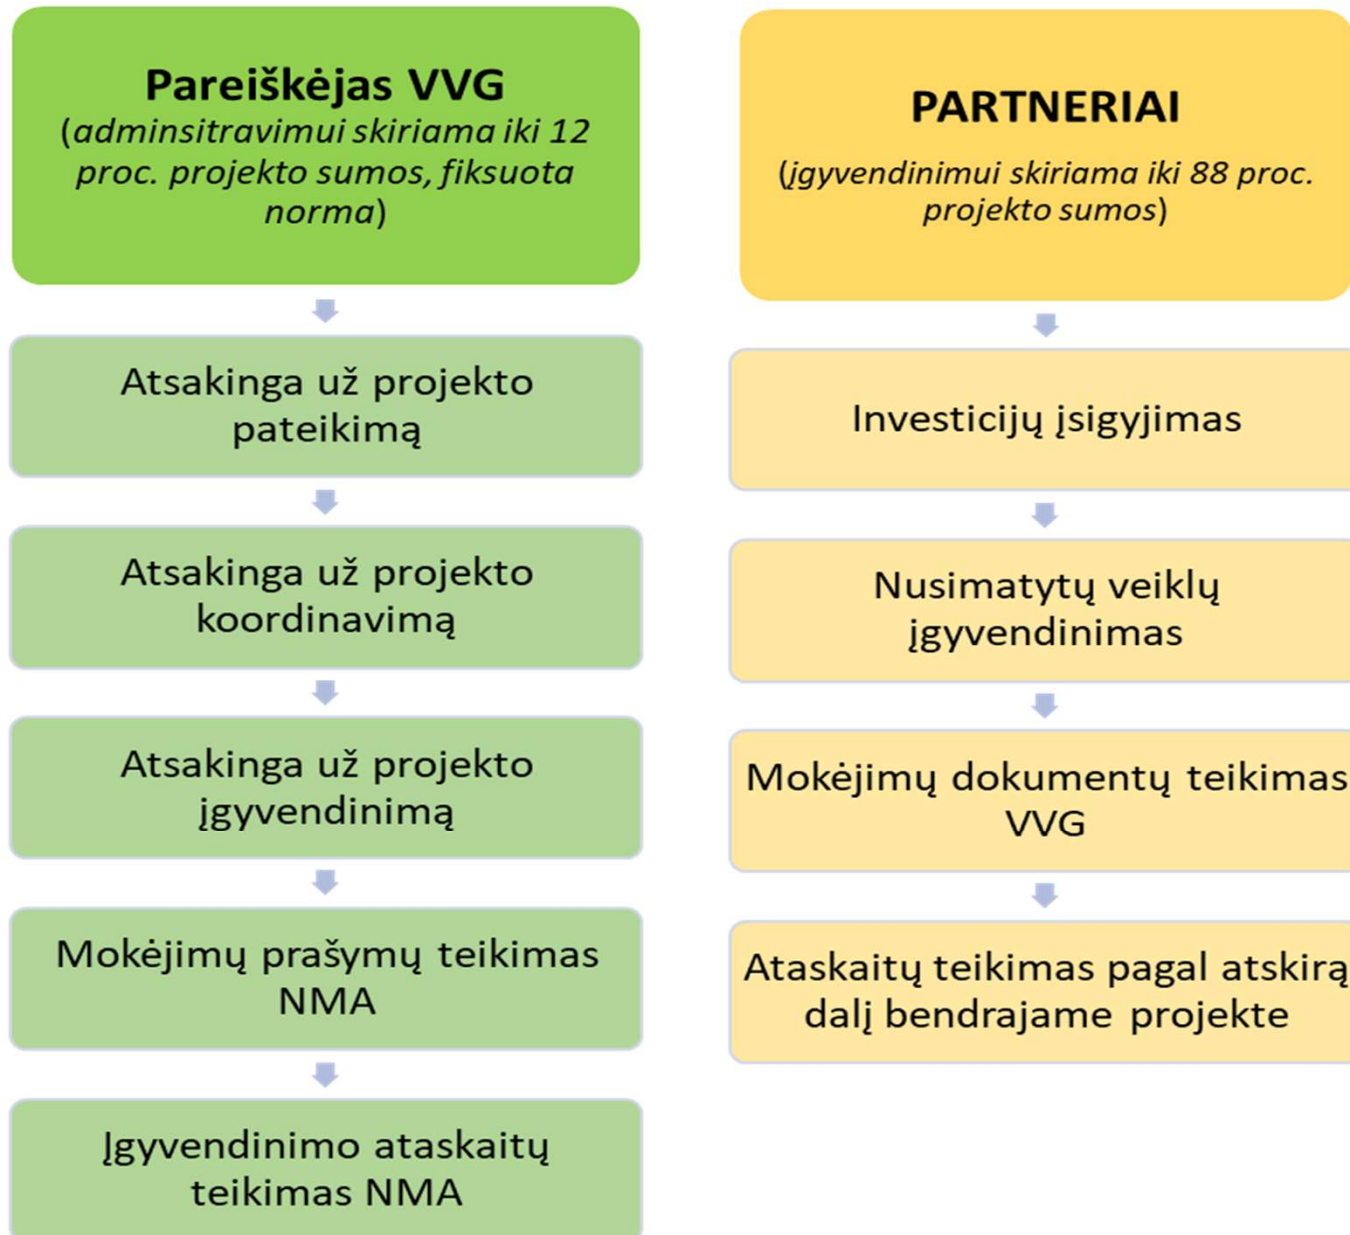 Pareiškėjas VVG
(adminsitravimui skiriama iki 12
proc. projekto sumos, fiksuota
norma)
Atsakinga už projekto
pateikimą
Atsakinga už projekto
koordinavimą
Atsakinga už projekto
įgyvendinimą
Mokėjimų prašymų teikimas
NMA
Įgyvendinimo ataskaitų
teikimas NMA
PARTNERIAI
(įgyvendinimui skiriama iki 88 proc.
projekto sumos)
Investicijų įsigyjimas
Nusimatytų veiklų
įgyvendinimas
Mokėjimų dokumentų teikimas
VVG
Ataskaitų teikimas pagal atskirą
dalį bendrajame projekte